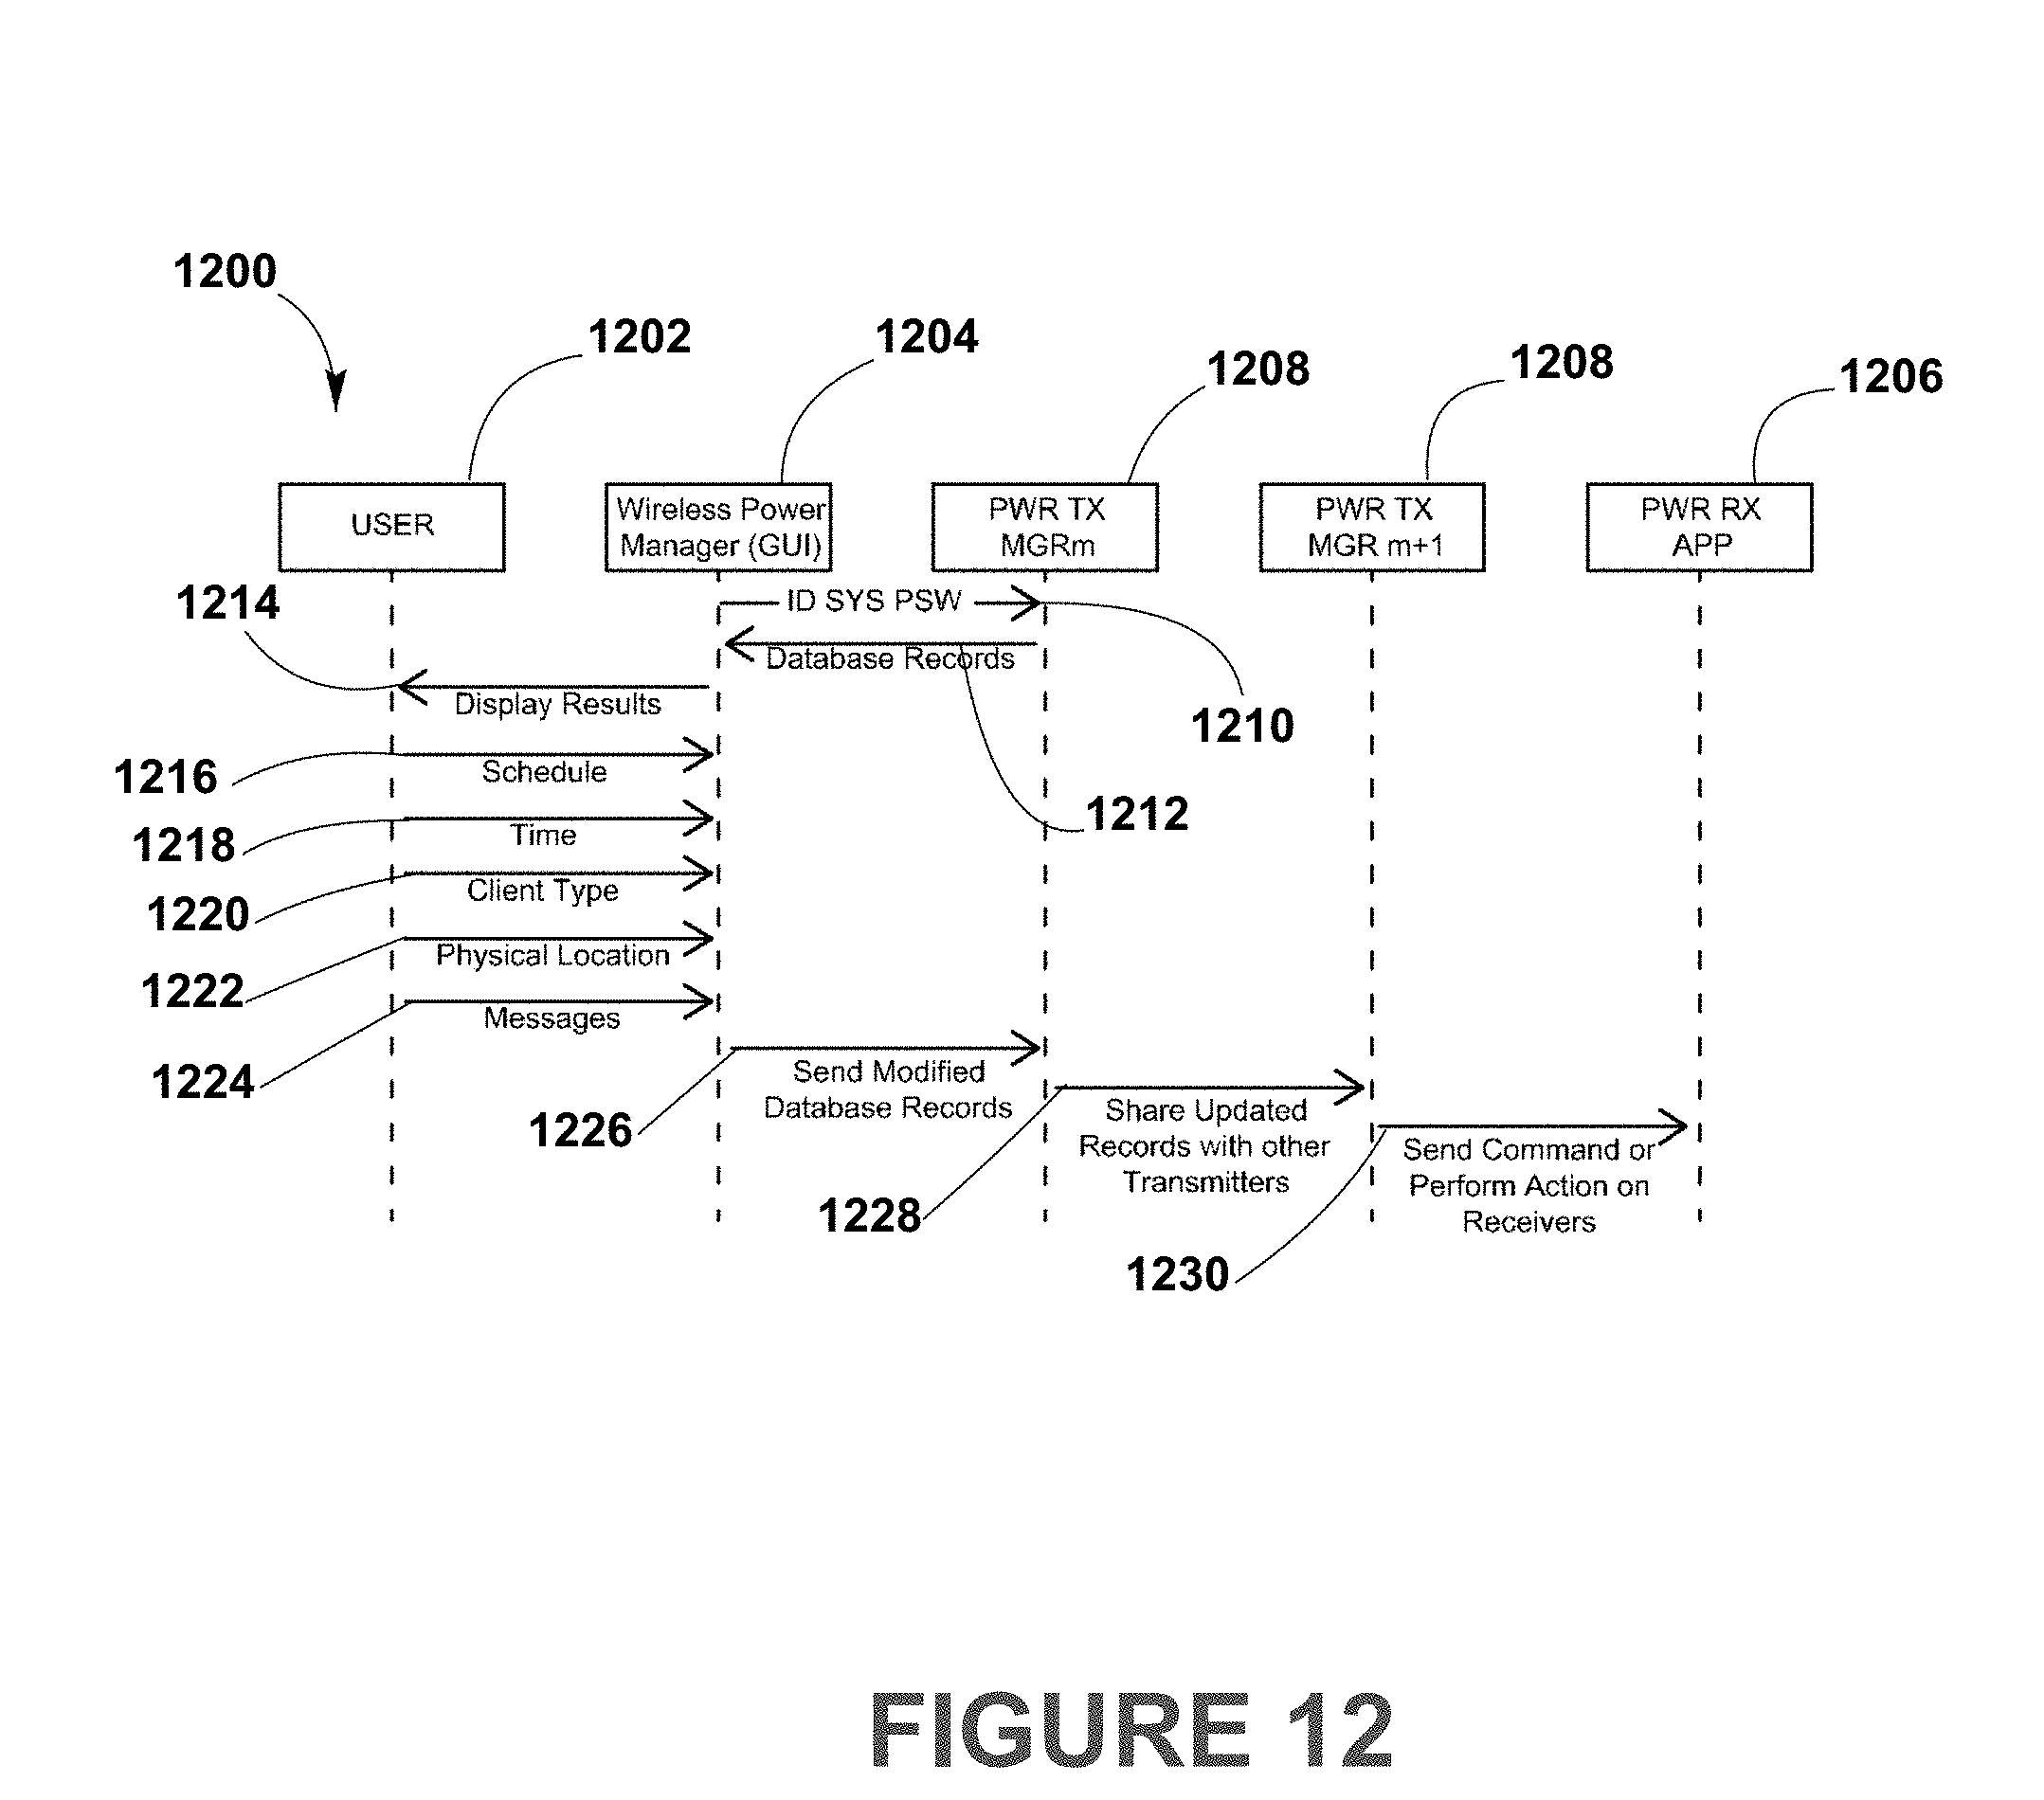 1200
1202
1204
1208
1208
1206
USER
Wireless Power
Manager (GUI)
PWR TX
MGRm
PWR TX
MGR m+1
PWR RX
APP
1214
ID SYS PSW
Database Records
Display Results
1210
1216
Schedule
1212
1218
Time
1220
Client Type
1222
Physical Location
1224
Messages
1226
Send Modified
Database Records
1228
Share Updated
Records with other
Transmitters
1230
Send Command or
Perform Action on
Receivers
FIGURE 12